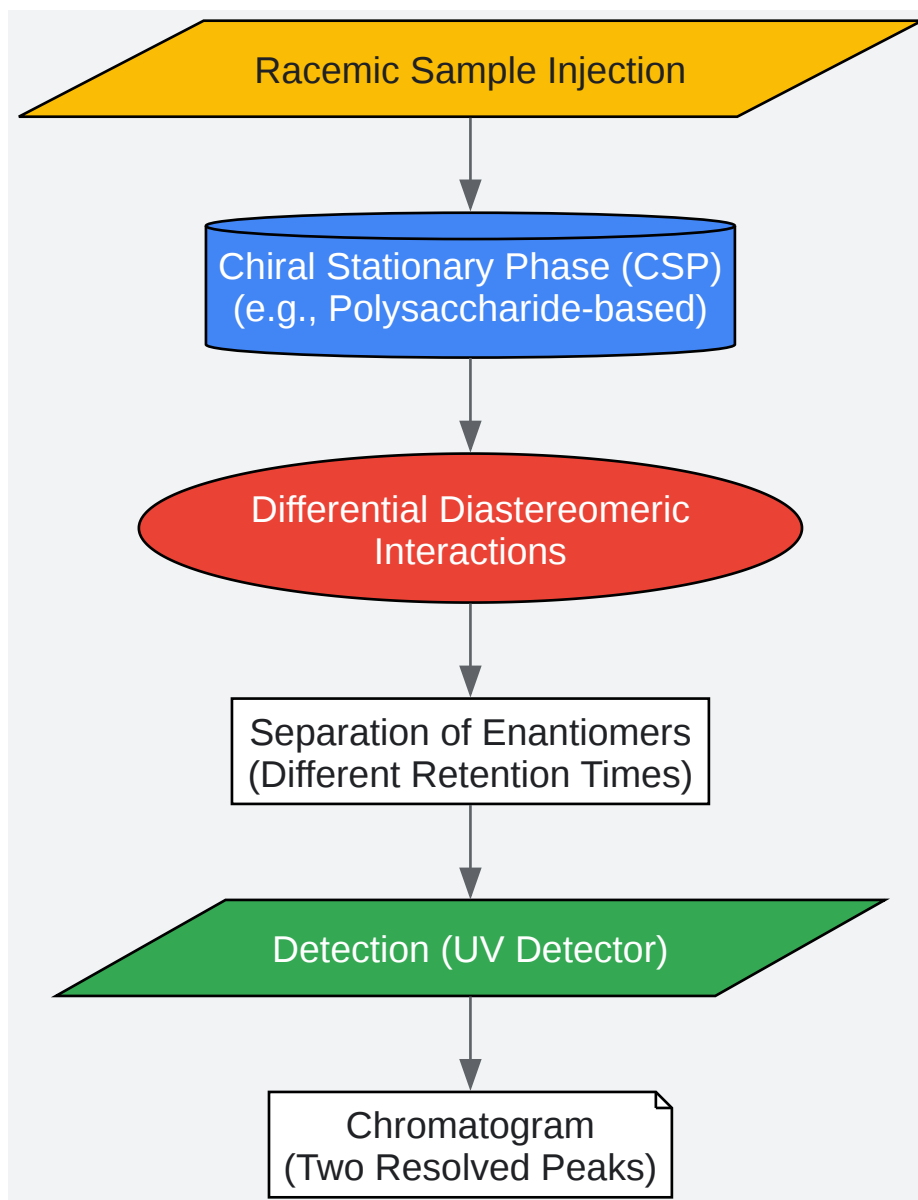 Racemic Sample Injection
Chiral Stationary Phase (CSP)
(e.g., Polysaccharide-based)
Differential Diastereomeric
Interactions
Separation of Enantiomers
(Different Retention Times)
Detection (UV Detector)
Chromatogram
(Two Resolved Peaks)